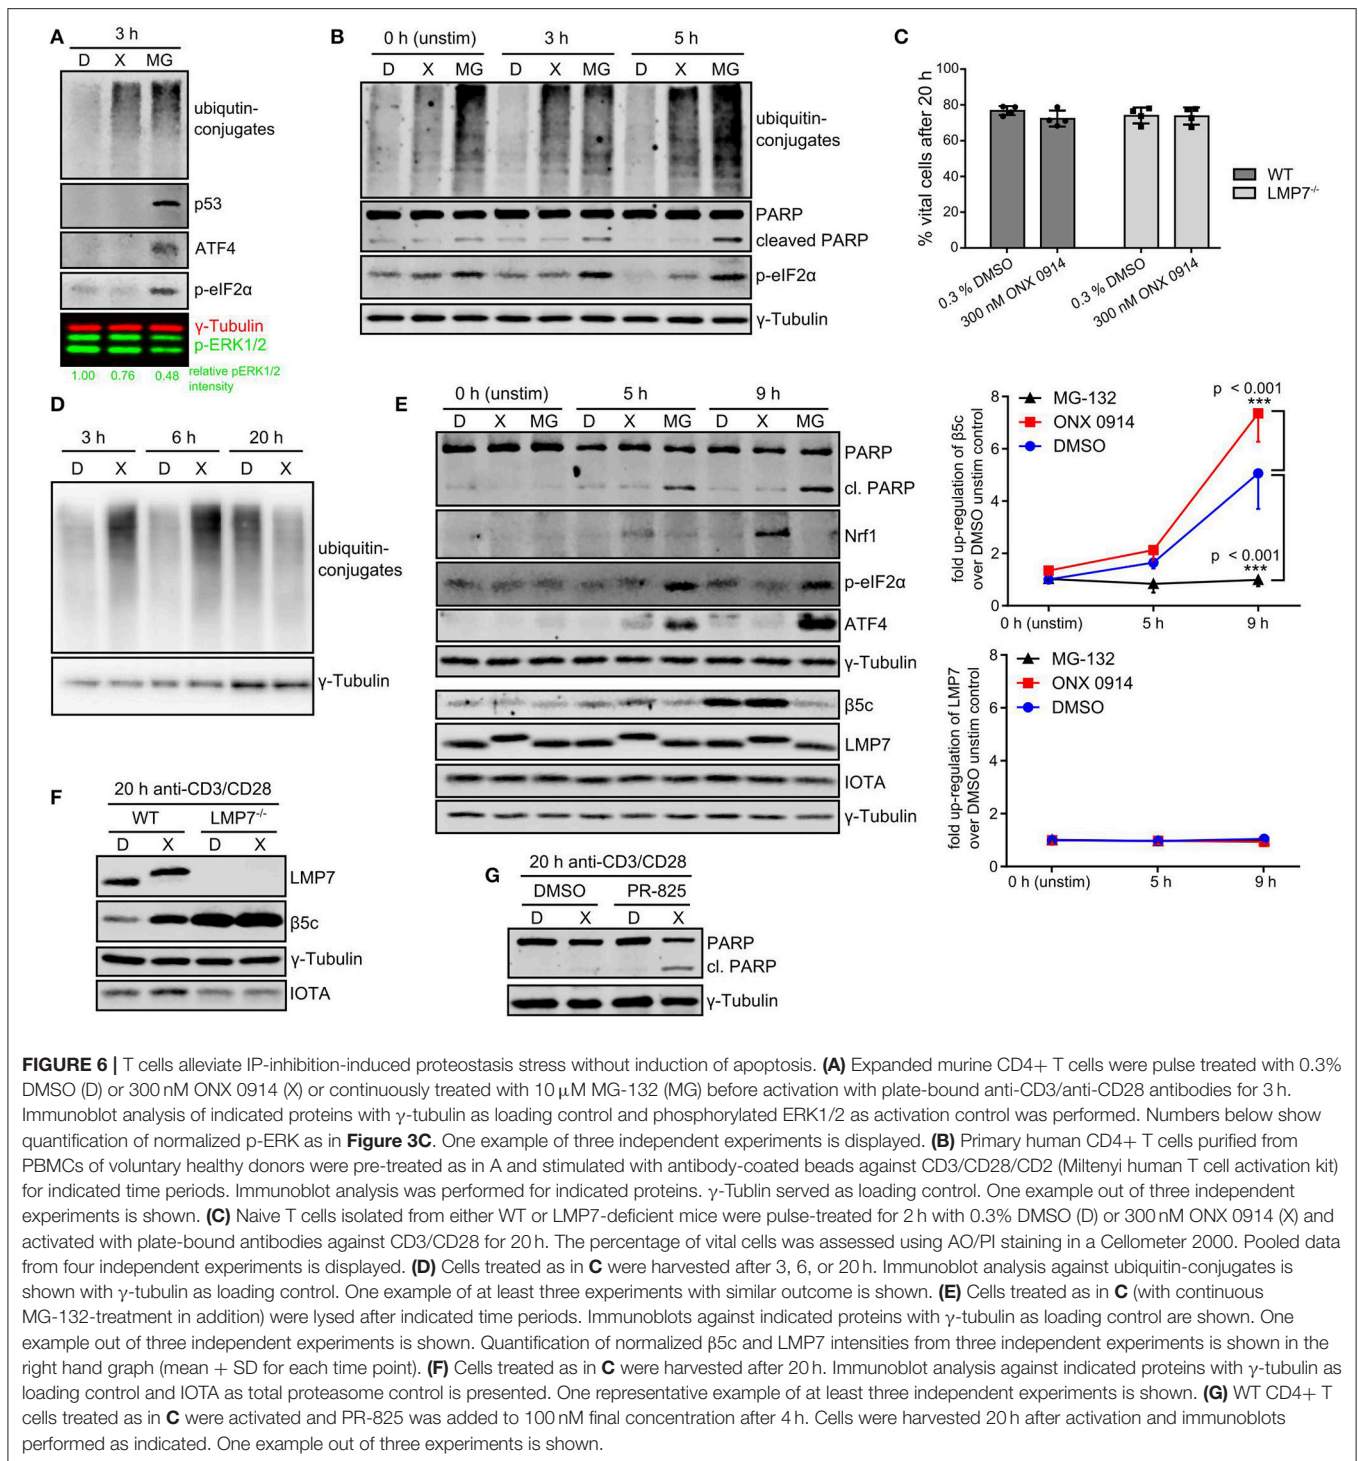 A
3 h
D X MG
ubiqutin-
conjugates
p53
ATF4
p-eIF2α
γ-Tubulin
p-ERK1/2
1.00 0.76 0.48 relative pERK1/2
intensity
B
0 h (unstim) 3 h 5 h
D X MG D X MG D X MG
ubiquitin-
conjugates
PARP
cleaved PARP
p-eIF2α
γ-Tubulin
C
% vital cells after 20 h
100
80
60
40
20
0
0.3 % DMSO
300 nM ONX 0914
0.3 % DMSO
300 nM ONX 0914
WT
LMP7-/-
D
3 h 6 h 20 h
D X D X D X
ubiquitin-
conjugates
γ-Tubulin
E
0 h (unstim) 5 h 9 h
D X MG D X MG D X MG
PARP
cl. PARP
Nrf1
p-eIF2α
ATF4
γ-Tubulin
β5c
LMP7
IOTA
γ-Tubulin
fold up-regulation of β5c
over DMSO unstim control
8
6
4
2
0
MG-132
ONX 0914
DMSO
p < 0.001
***
p < 0.001
***
0 h (unstim) 5 h 9 h
fold up-regulation of LMP7
over DMSO unstim control
8
6
4
2
0
MG-132
ONX 0914
DMSO
0 h (unstim) 5 h 9 h
F
20 h anti-CD3/CD28
WT LMP7-/-
D X D X
LMP7
β5c
γ-Tubulin
IOTA
G
20 h anti-CD3/CD28
DMSO PR-825
D X D X
PARP
cl. PARP
γ-Tubulin
FIGURE 6 | T cells alleviate IP-inhibition-induced proteostasis stress without induction of apoptosis. (A) Expanded murine CD4+ T cells were pulse treated with 0.3%
DMSO (D) or 300 nM ONX 0914 (X) or continuously treated with 10 μM MG-132 (MG) before activation with plate-bound anti-CD3/anti-CD28 antibodies for 3 h.
Immunoblot analysis of indicated proteins with γ-tubulin as loading control and phosphorylated ERK1/2 as activation control was performed. Numbers below show
quantification of normalized p-ERK as in Figure 3C. One example of three independent experiments is displayed. (B) Primary human CD4+ T cells purified from
PBMCs of voluntary healthy donors were pre-treated as in A and stimulated with antibody-coated beads against CD3/CD28/CD2 (Miltenyi human T cell activation kit)
for indicated time periods. Immunoblot analysis was performed for indicated proteins. γ-Tublin served as loading control. One example out of three independent
experiments is shown. (C) Naive T cells isolated from either WT or LMP7-deficient mice were pulse-treated for 2 h with 0.3% DMSO (D) or 300 nM ONX 0914 (X) and
activated with plate-bound antibodies against CD3/CD28 for 20 h. The percentage of vital cells was assessed using AO/PI staining in a Cellometer 2000. Pooled data
from four independent experiments is displayed. (D) Cells treated as in C were harvested after 3, 6, or 20 h. Immunoblot analysis against ubiquitin-conjugates is
shown with γ-tubulin as loading control. One example of at least three experiments with similar outcome is shown. (E) Cells treated as in C (with continuous
MG-132-treatment in addition) were lysed after indicated time periods. Immunoblots against indicated proteins with γ-tubulin as loading control are shown. One
example out of three independent experiments is shown. Quantification of normalized β5c and LMP7 intensities from three independent experiments is shown in the
right hand graph (mean + SD for each time point). (F) Cells treated as in C were harvested after 20 h. Immunoblot analysis against indicated proteins with γ-tubulin as
loading control and IOTA as total proteasome control is presented. One representative example of at least three independent experiments is shown. (G) WT CD4+ T
cells treated as in C were activated and PR-825 was added to 100 nM final concentration after 4 h. Cells were harvested 20 h after activation and immunoblots
performed as indicated. One example out of three experiments is shown.